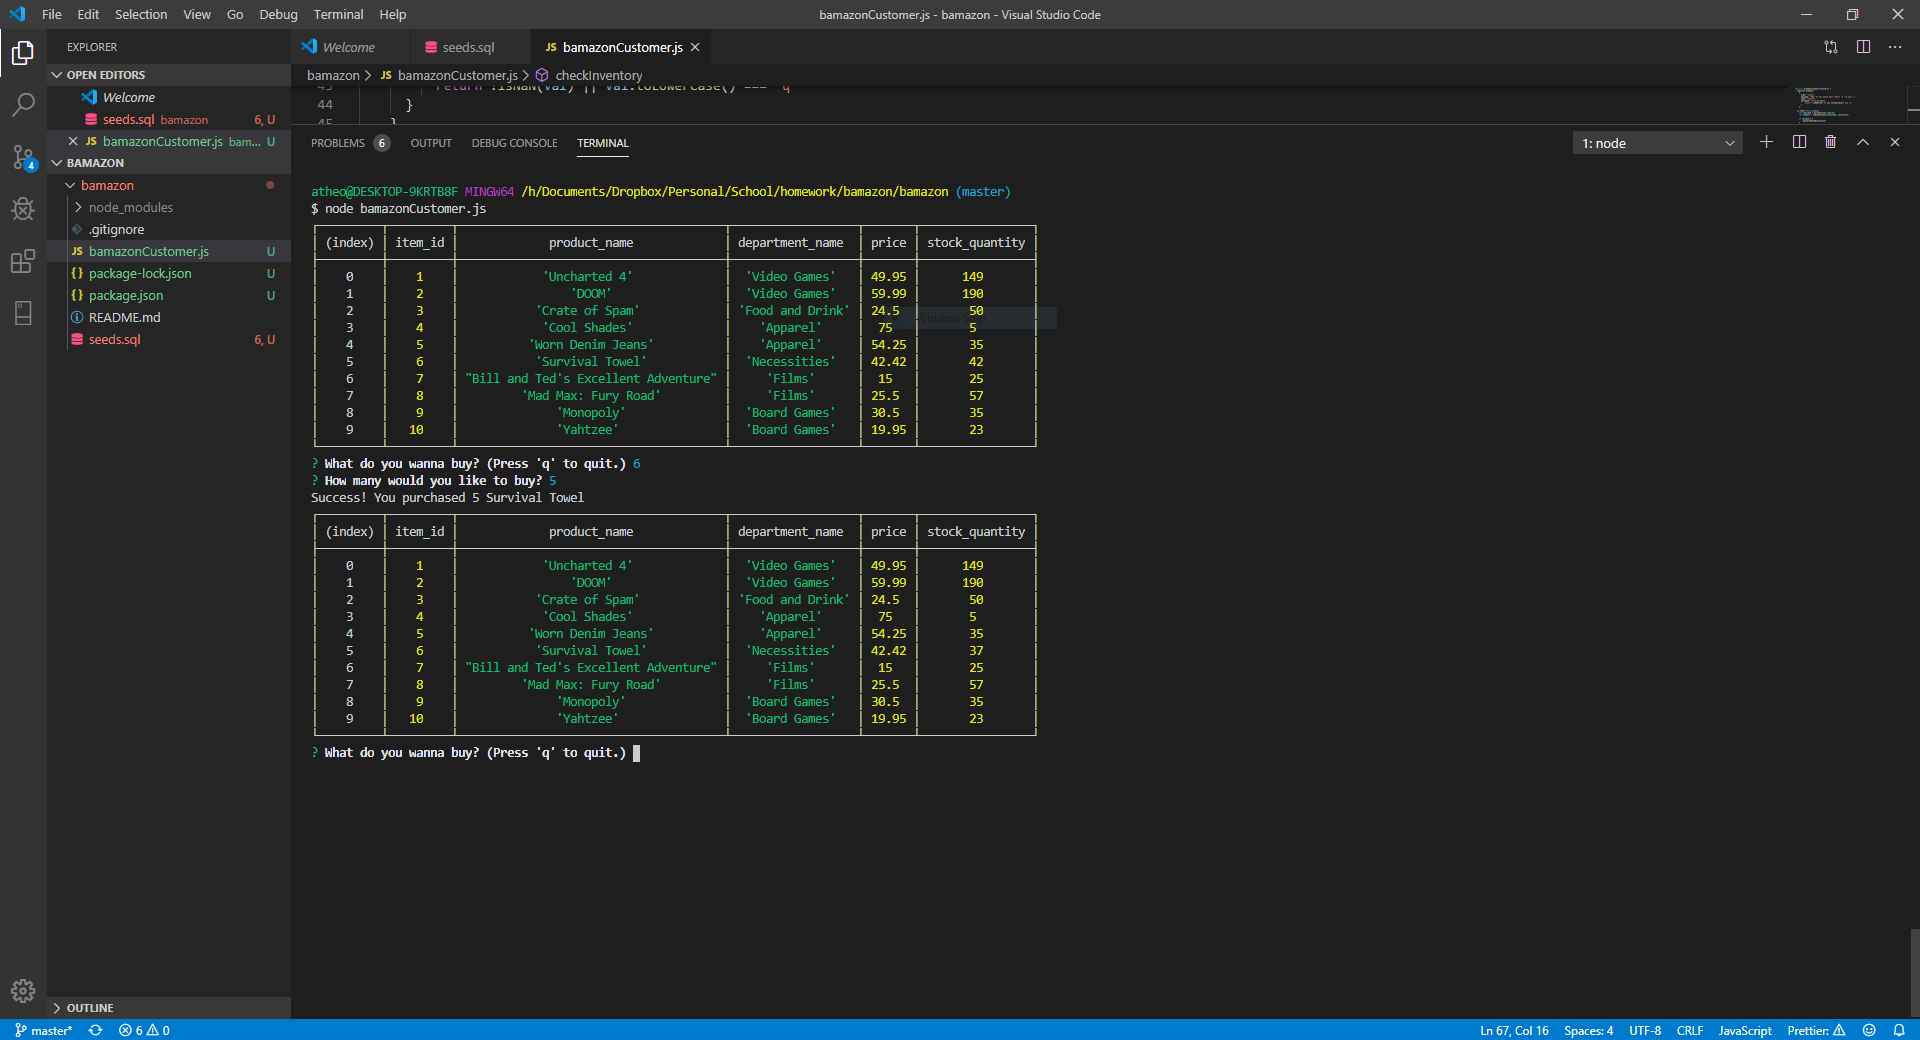 File Edit Selection View Go Debug Terminal Help
bamazonCustomer.js - bamazon - Visual Studio Code
EXPLORER
OPEN EDITORS
Welcome
seeds.sql bamazon 6, U
bamazonCustomer.js bam... U
BAMAZON
bamazon
node_modules
.gitignore
JS bamazonCustomer.js U
{} package-lock.json U
{} package.json U
README.md
seeds.sql 6, U
OUTLINE
4
Welcome seeds.sql JS bamazonCustomer.js
bamazon > JS bamazonCustomer.js > checkInventory
44 }
PROBLEMS 6 OUTPUT DEBUG CONSOLE TERMINAL
1: node
atheo@DESKTOP-9KRTB8F MINGW64 /h/Documents/Dropbox/Personal/School/homework/bamazon/bamazon (master)
$ node bamazonCustomer.js
(index) item_id product_name department_name price stock_quantity
0 1 'Uncharted 4' 'Video Games' 49.95 149
1 2 'DOOM' 'Video Games' 59.99 190
2 3 'Crate of Spam' 'Food and Drink' 24.5 50
3 4 'Cool Shades' 'Apparel' 75 5
4 5 'Worn Denim Jeans' 'Apparel' 54.25 35
5 6 'Survival Towel' 'Necessities' 42.42 42
6 7 "Bill and Ted's Excellent Adventure" 'Films' 15 25
7 8 'Mad Max: Fury Road' 'Films' 25.5 57
8 9 'Monopoly' 'Board Games' 30.5 35
9 10 'Yahtzee' 'Board Games' 19.95 23
? What do you wanna buy? (Press 'q' to quit.) 6
? How many would you like to buy? 5
Success! You purchased 5 Survival Towel
(index) item_id product_name department_name price stock_quantity
0 1 'Uncharted 4' 'Video Games' 49.95 149
1 2 'DOOM' 'Video Games' 59.99 190
2 3 'Crate of Spam' 'Food and Drink' 24.5 50
3 4 'Cool Shades' 'Apparel' 75 5
4 5 'Worn Denim Jeans' 'Apparel' 54.25 35
5 6 'Survival Towel' 'Necessities' 42.42 37
6 7 "Bill and Ted's Excellent Adventure" 'Films' 15 25
7 8 'Mad Max: Fury Road' 'Films' 25.5 57
8 9 'Monopoly' 'Board Games' 30.5 35
9 10 'Yahtzee' 'Board Games' 19.95 23
? What do you wanna buy? (Press 'q' to quit.)
master* 6 0
Ln 67, Col 16 Spaces: 4 UTF-8 CRLF JavaScript Prettier: